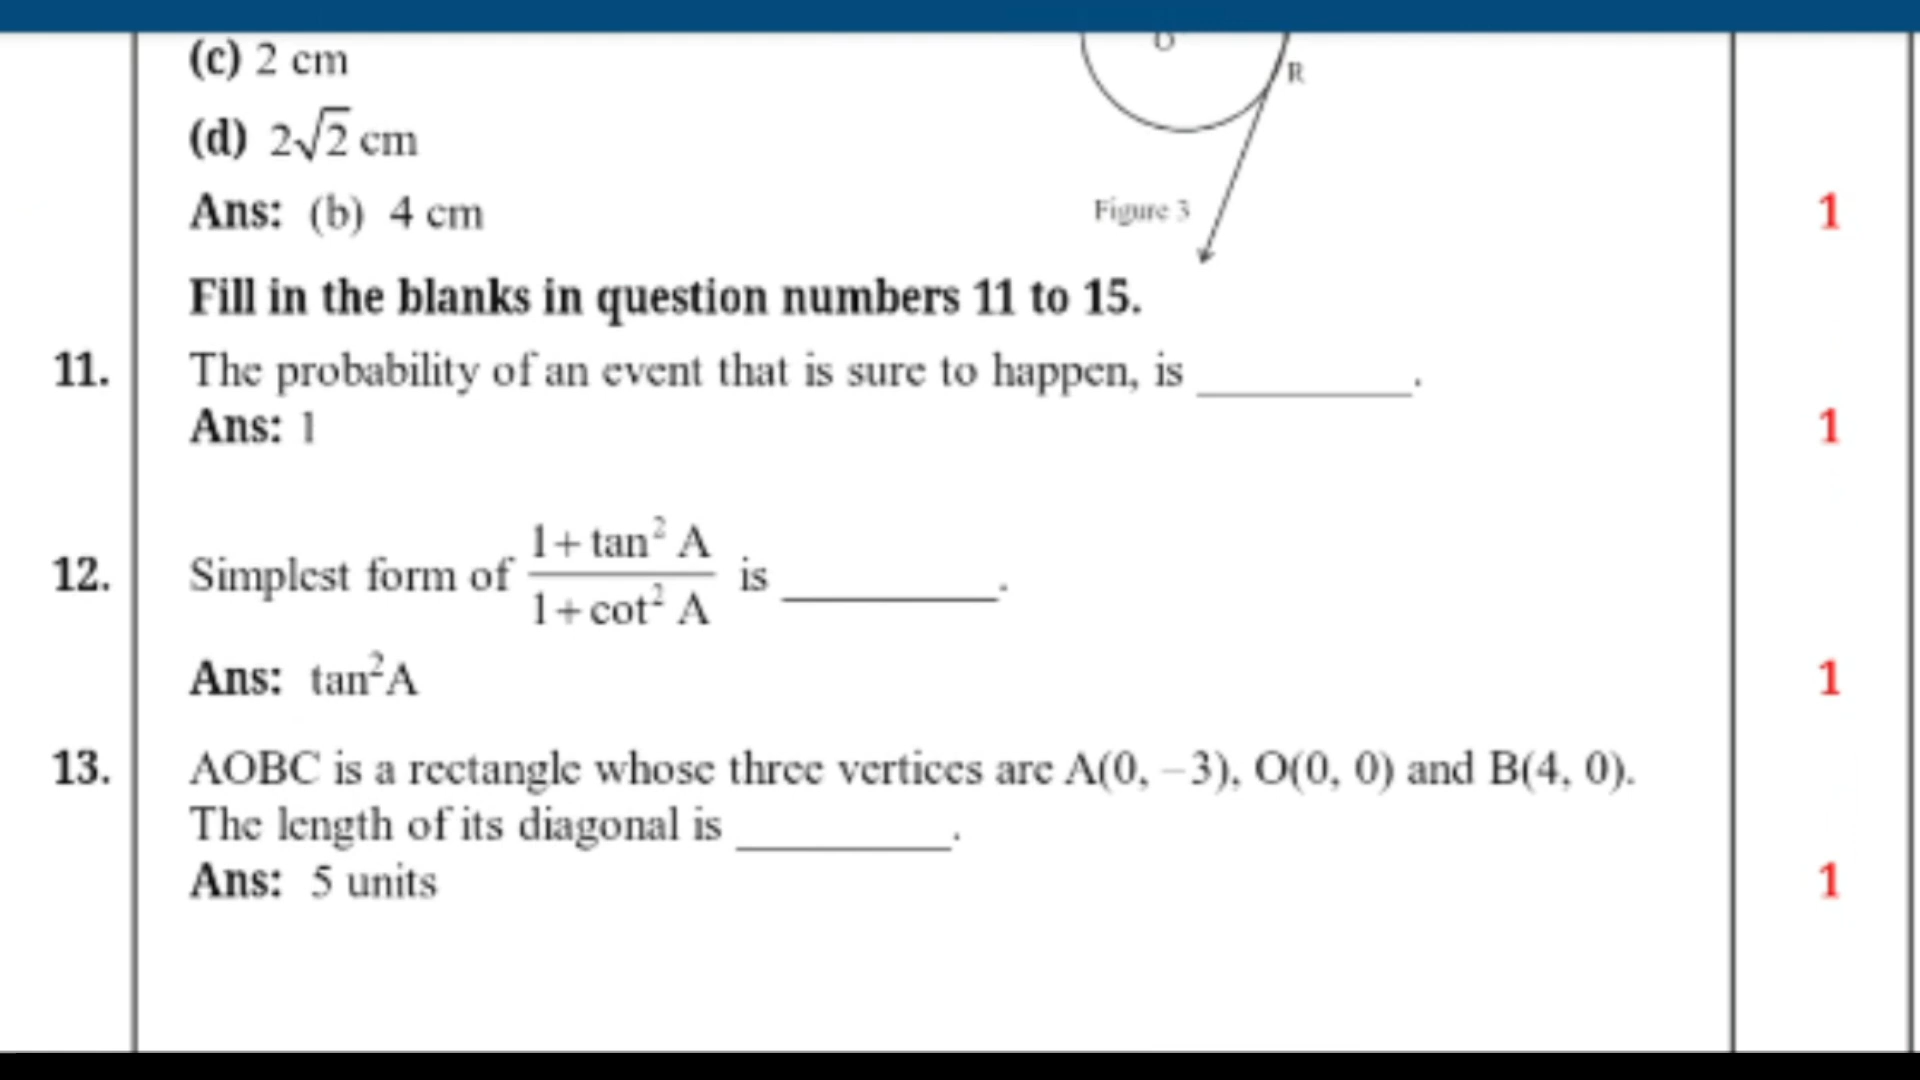 (c) 2 cm
R
(d) 2√2 cm
Ans: (b) 4 cm
Figure 3
1
Fill in the blanks in question numbers 11 to 15.
11. The probability of an event that is sure to happen, is ________.
Ans: 1
1
12. Simplest form of (1+tan² A)/(1+cot² A) is ________.
Ans: tan²A
1
13. AOBC is a rectangle whose three vertices are A(0, –3), O(0, 0) and B(4, 0).
The length of its diagonal is ________.
Ans: 5 units
1